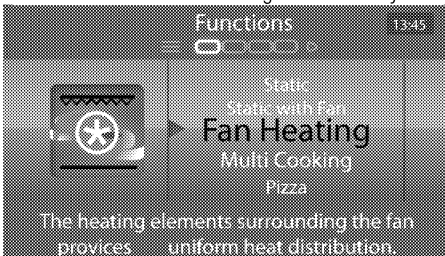 Functions
13:45
Static
Static with Fan
Fan Heating
Multi Cooking
Pizza
The heating elements surrounding the fan
provices uniform heat distribution.